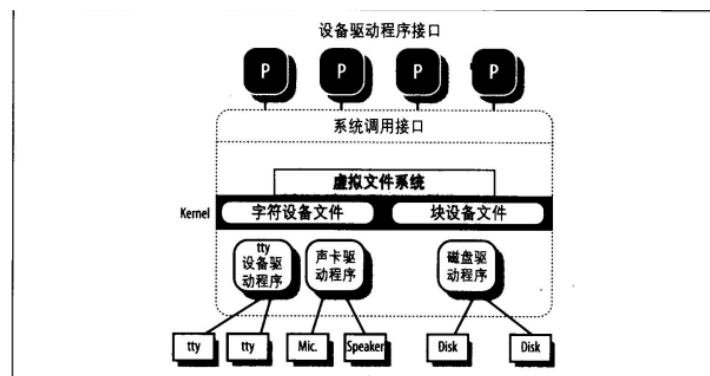 设备驱动程序接口
P P P P
系统调用接口
虚拟文件系统
Kernel 字符设备文件 块设备文件
tty
设备驱
动程序
声卡驱
动程序
磁盘驱
动程序
tty tty Mic. Speaker Disk Disk